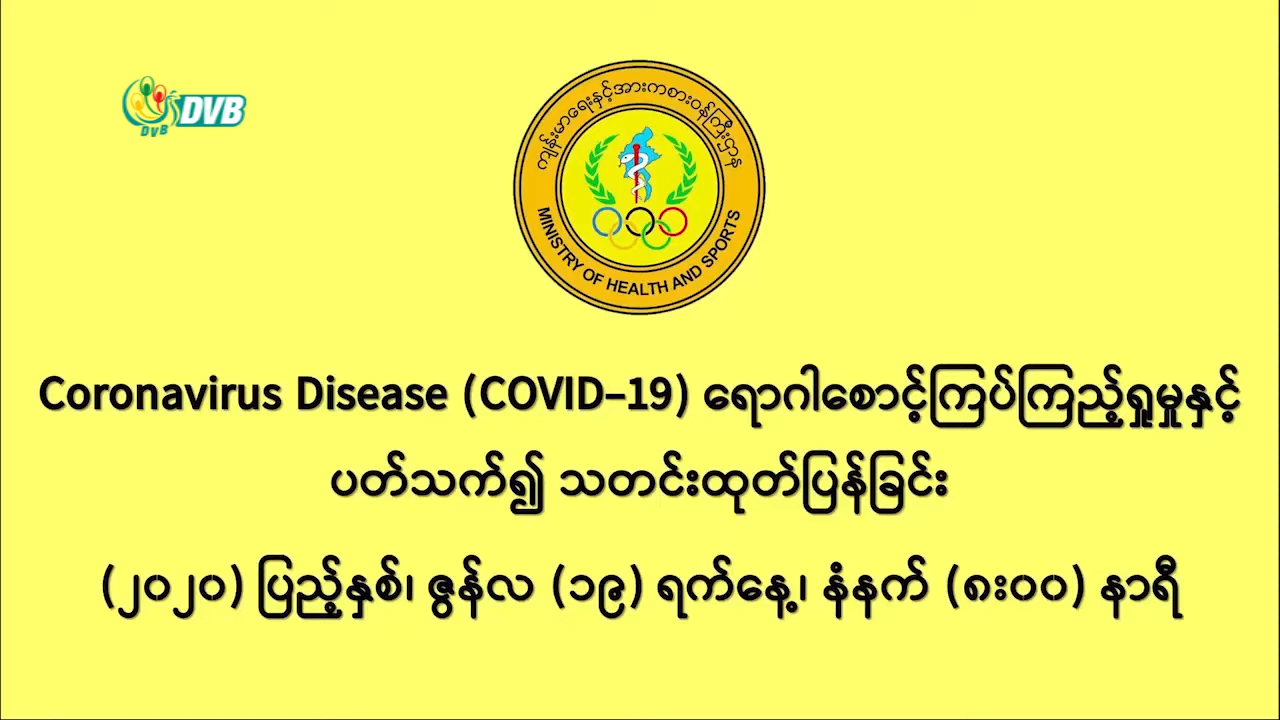 DVB
DVB
ကျန်းမာရေးနှင့်အားကစားဝန်ကြီးဌာန
MINISTRY OF HEALTH AND SPORTS
Coronavirus Disease (COVID-19) ရောဂါစောင့်ကြပ်ကြည့်ရှုမှုနှင့်
ပတ်သက်၍ သတင်းထုတ်ပြန်ခြင်း
(၂၀၂၀) ပြည့်နှစ်၊ ဇွန်လ (၁၉) ရက်နေ့၊ နံနက် (၈း၀၀) နာရီ